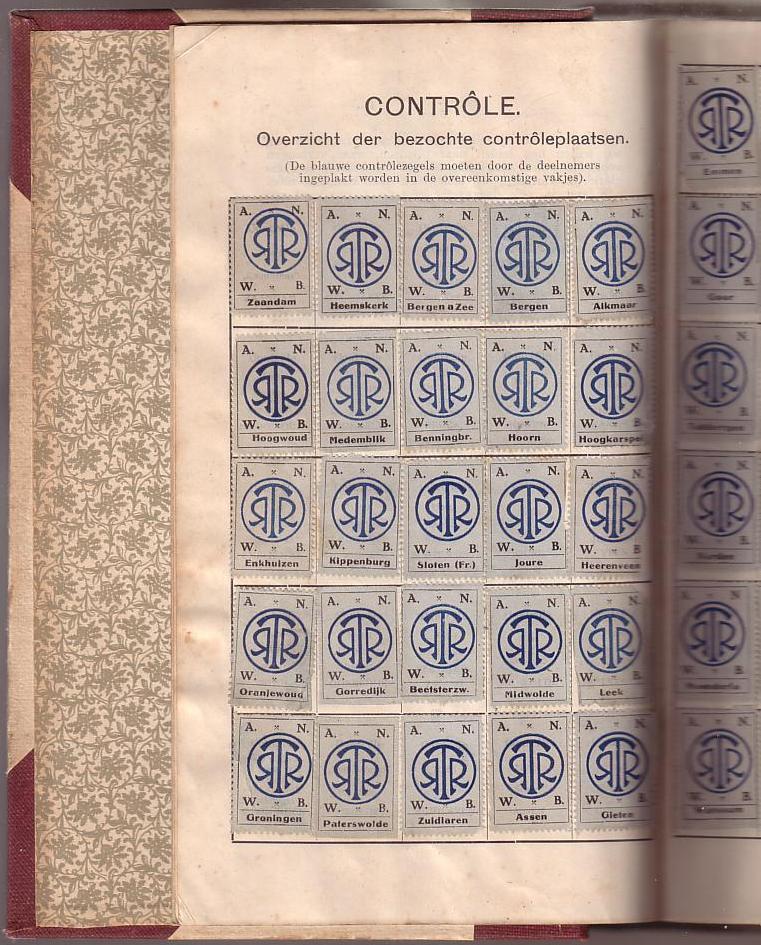 CONTRÔLE.
Overzicht der bezochte contrôleplaatsen.
(De blauwe contrôlezegels moeten door de deelnemers
ingeplakt worden in de overeenkomstige vakjes).
A. N. A. N. A. N. A. N. A. N.
W. B. W. B. W. B. W. B. W. B.
Zaandam Heemskerk Bergen a Zee Bergen Alkmaar
A. N. A. N. A. N. A. N. A. N.
W. B. W. B. W. B. W. B. W. B.
Hoogwoud Medemblik Benningbr. Hoorn Hoogkarspel
A. N. A. N. A. N. A. N. A. N.
W. B. W. B. W. B. W. B. W. B.
Enkhuizen Kippenburg Sloten (Fr.) Joure Heerenveen
A. N. A. N. A. N. A. N. A. N.
W. B. W. B. W. B. W. B. W. B.
Oranjewoud Gorredijk Beetsterzw. Midwolde Leek
A. N. A. N. A. N. A. N. A. N.
W. B. W. B. W. B. W. B. W. B.
Groningen Paterswolde Zuidlaren Assen Gieten
A. N.
W. B.
Emmen
A. N.
W. B.
Goor
A. N.
W. B.
A. N.
W. B.
A. N.
W. B.
A. N.
W. B.